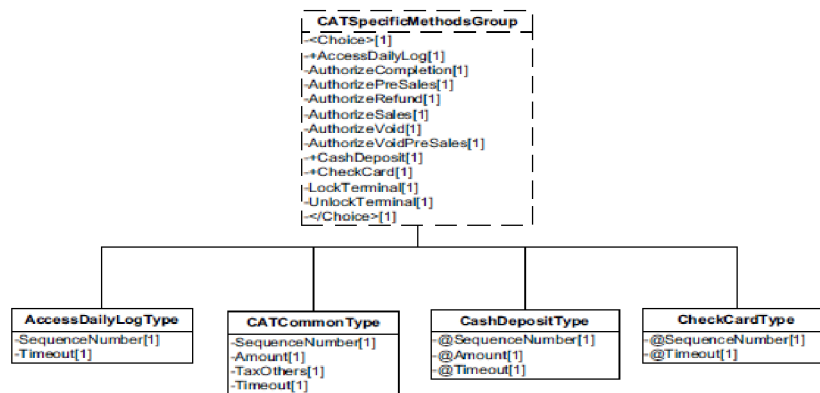 CATSpecificMethodsGroup
-<Choice>[1]
-+AccessDailyLog[1]
-AuthorizeCompletion[1]
-AuthorizePreSales[1]
-AuthorizeRefund[1]
-AuthorizeSales[1]
-AuthorizeVoid[1]
-AuthorizeVoidPreSales[1]
-+CashDeposit[1]
-+CheckCard[1]
-LockTerminal[1]
-UnlockTerminal[1]
-</Choice>[1]
AccessDailyLogType
-SequenceNumber[1]
-Timeout[1]
CATCommonType
-SequenceNumber[1]
-Amount[1]
-TaxOthers[1]
-Timeout[1]
CashDepositType
-@SequenceNumber[1]
-@Amount[1]
-@Timeout[1]
CheckCardType
-@SequenceNumber[1]
-@Timeout[1]